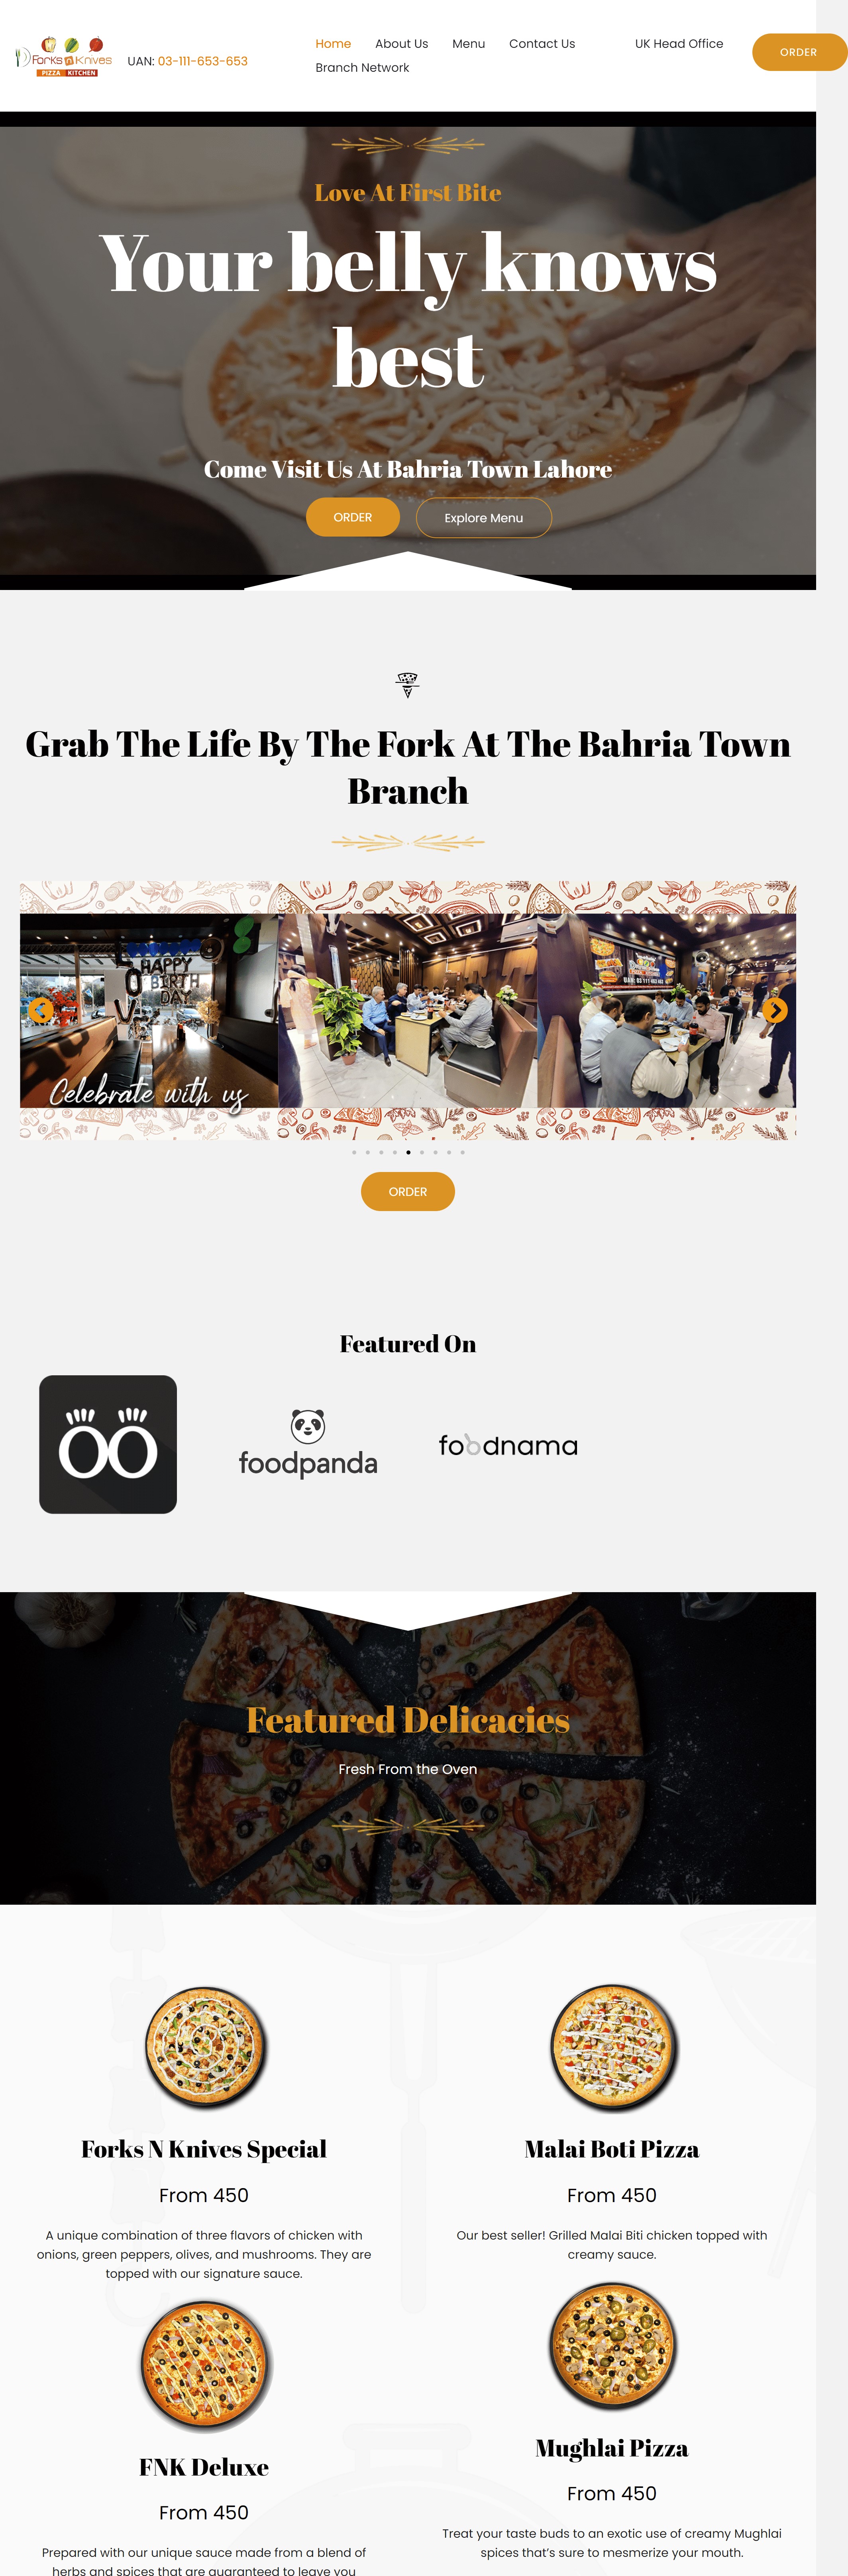 Forks n Knives
PIZZA KITCHEN
UAN: 03-111-653-653
Home About Us Menu Contact Us UK Head Office
Branch Network
ORDER
Love At First Bite
Your belly knows
best
Come Visit Us At Bahria Town Lahore
ORDER Explore Menu
Grab The Life By The Fork At The Bahria Town
Branch
HAPPY
BIRTH
DAY
Celebrate with us
ORDER
Featured On
foodpanda
foodnama
Featured Delicacies
Fresh From the Oven
Forks N Knives Special
From 450
A unique combination of three flavors of chicken with
onions, green peppers, olives, and mushrooms. They are
topped with our signature sauce.
Malai Boti Pizza
From 450
Our best seller! Grilled Malai Biti chicken topped with
creamy sauce.
FNK Deluxe
From 450
Prepared with our unique sauce made from a blend of
herbs and spices that are guaranteed to leave you
Mughlai Pizza
From 450
Treat your taste buds to an exotic use of creamy Mughlai
spices that's sure to mesmerize your mouth.